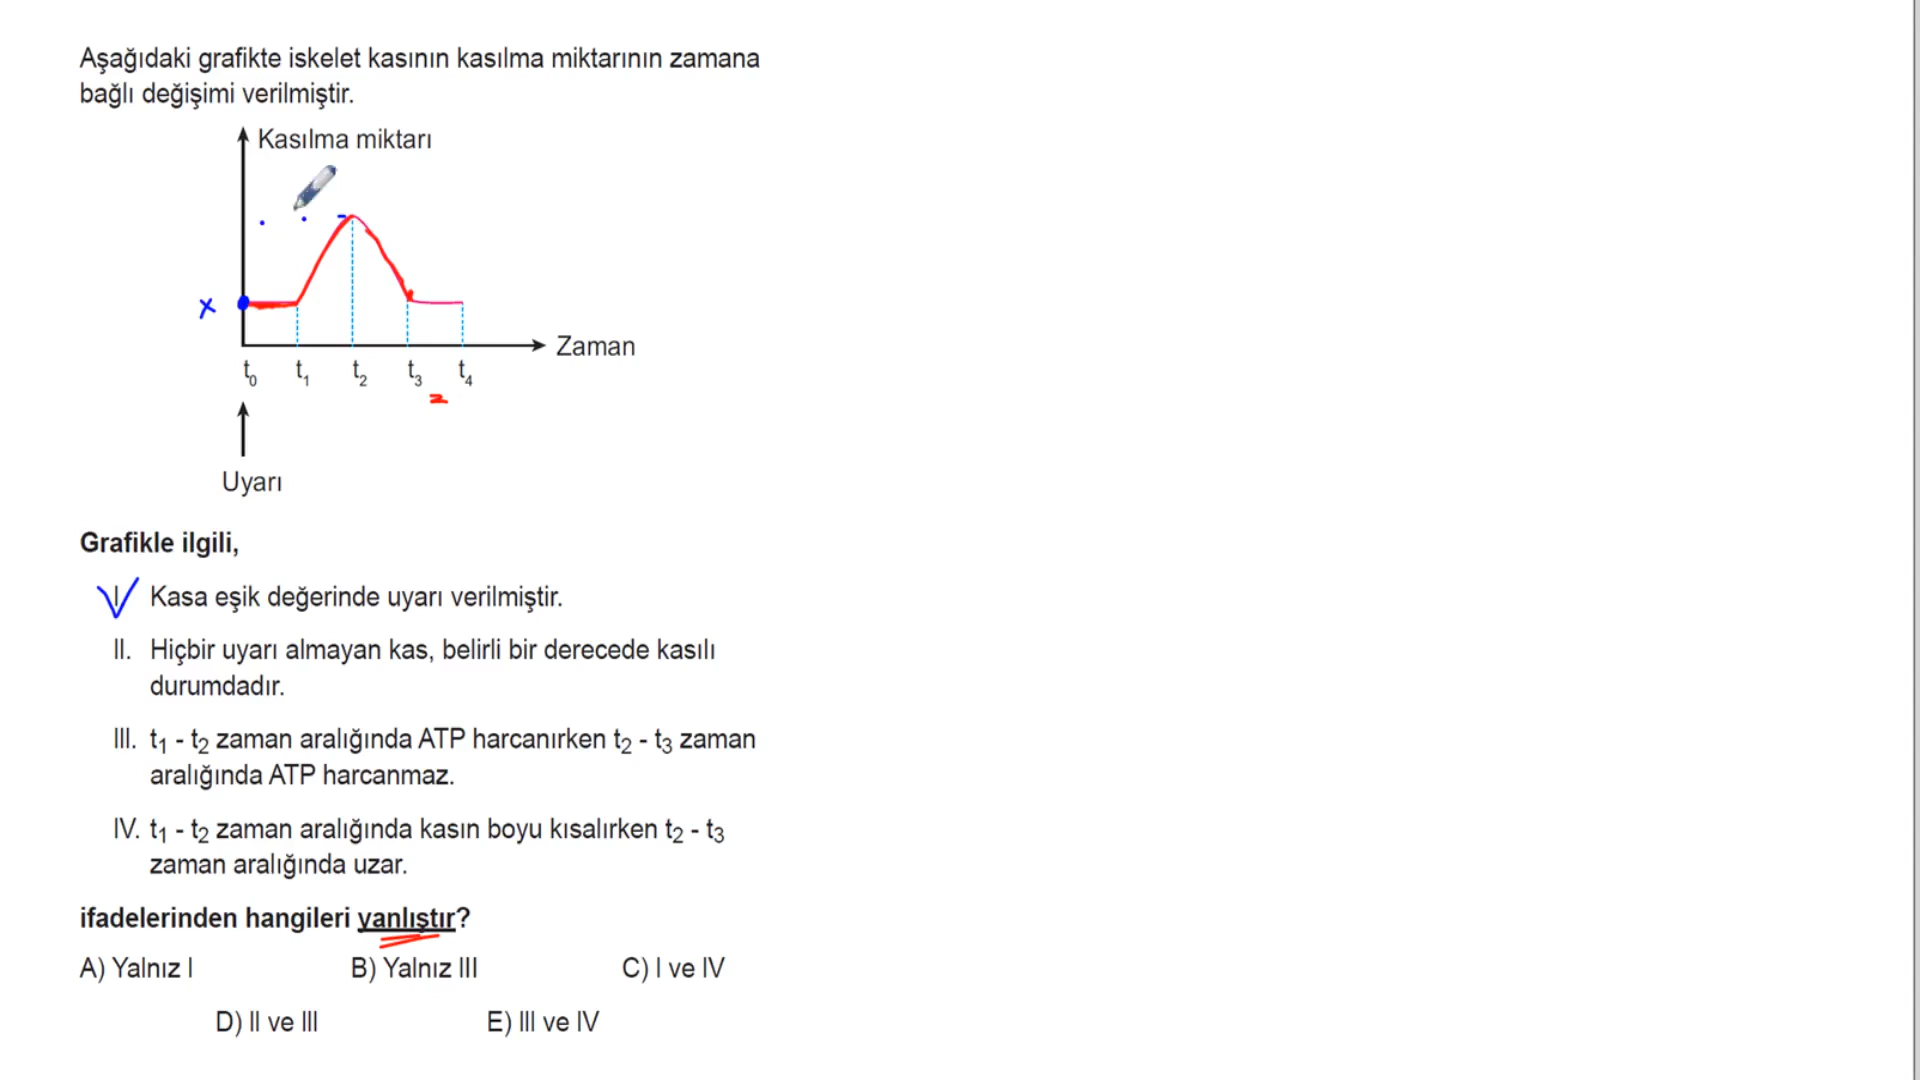 Aşağıdaki grafikte iskelet kasının kasılma miktarının zamana
bağlı değişimi verilmiştir.
Kasılma miktarı
x
Zaman
t0 t1 t2 t3 t4
Uyarı
Grafikle ilgili,
I Kasa eşik değerinde uyarı verilmiştir.
II. Hiçbir uyarı almayan kas, belirli bir derecede kasılı
durumdadır.
III. t1 - t2 zaman aralığında ATP harcanırken t2 - t3 zaman
aralığında ATP harcanmaz.
IV. t1 - t2 zaman aralığında kasın boyu kısalırken t2 - t3
zaman aralığında uzar.
ifadelerinden hangileri yanlıştır?
A) Yalnız I B) Yalnız III C) I ve IV
D) II ve III E) III ve IV